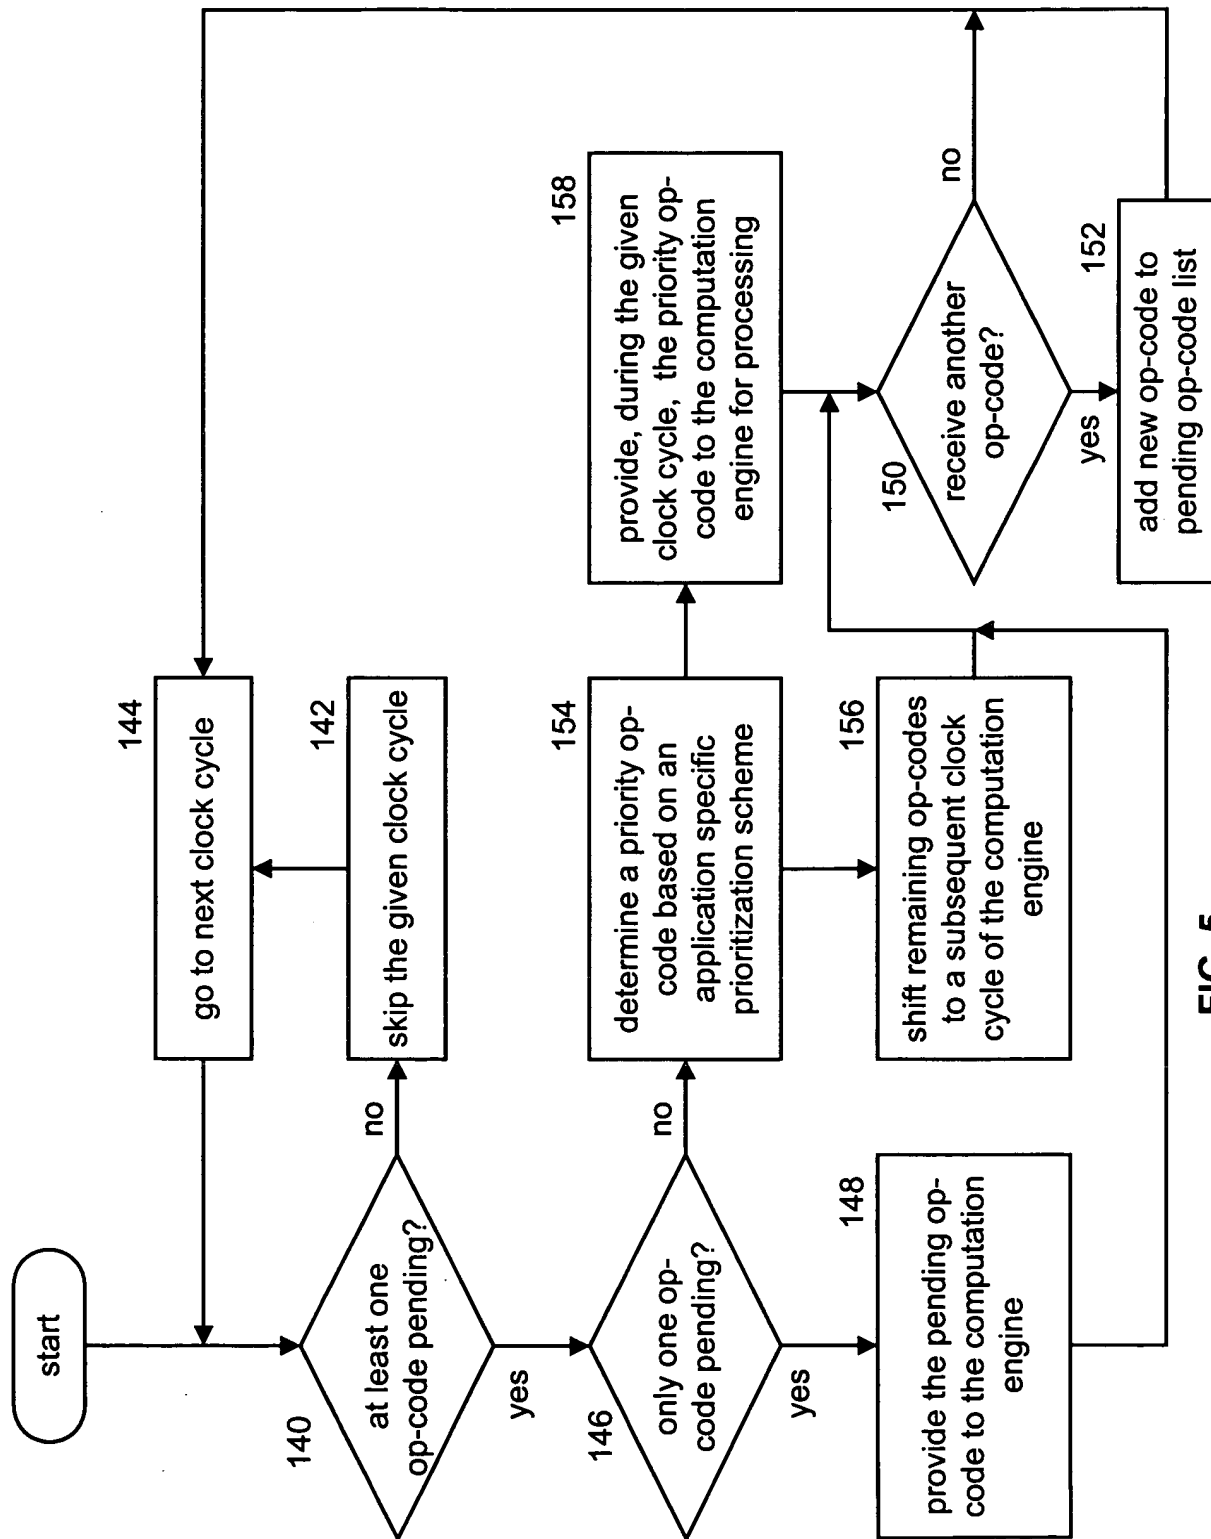 start
140
at least one
op-code pending?
no
yes
142
skip the given clock cycle
144
go to next clock cycle
146
only one op-
code pending?
no
yes
148
provide the pending op-
code to the computation
engine
154
determine a priority op-
code based on an
application specific
prioritization scheme
156
shift remaining op-codes
to a subsequent clock
cycle of the computation
engine
158
provide, during the given
clock cycle, the priority op-
code to the computation
engine for processing
150
receive another
op-code?
no
yes
152
add new op-code to
pending op-code list
FIG. 5